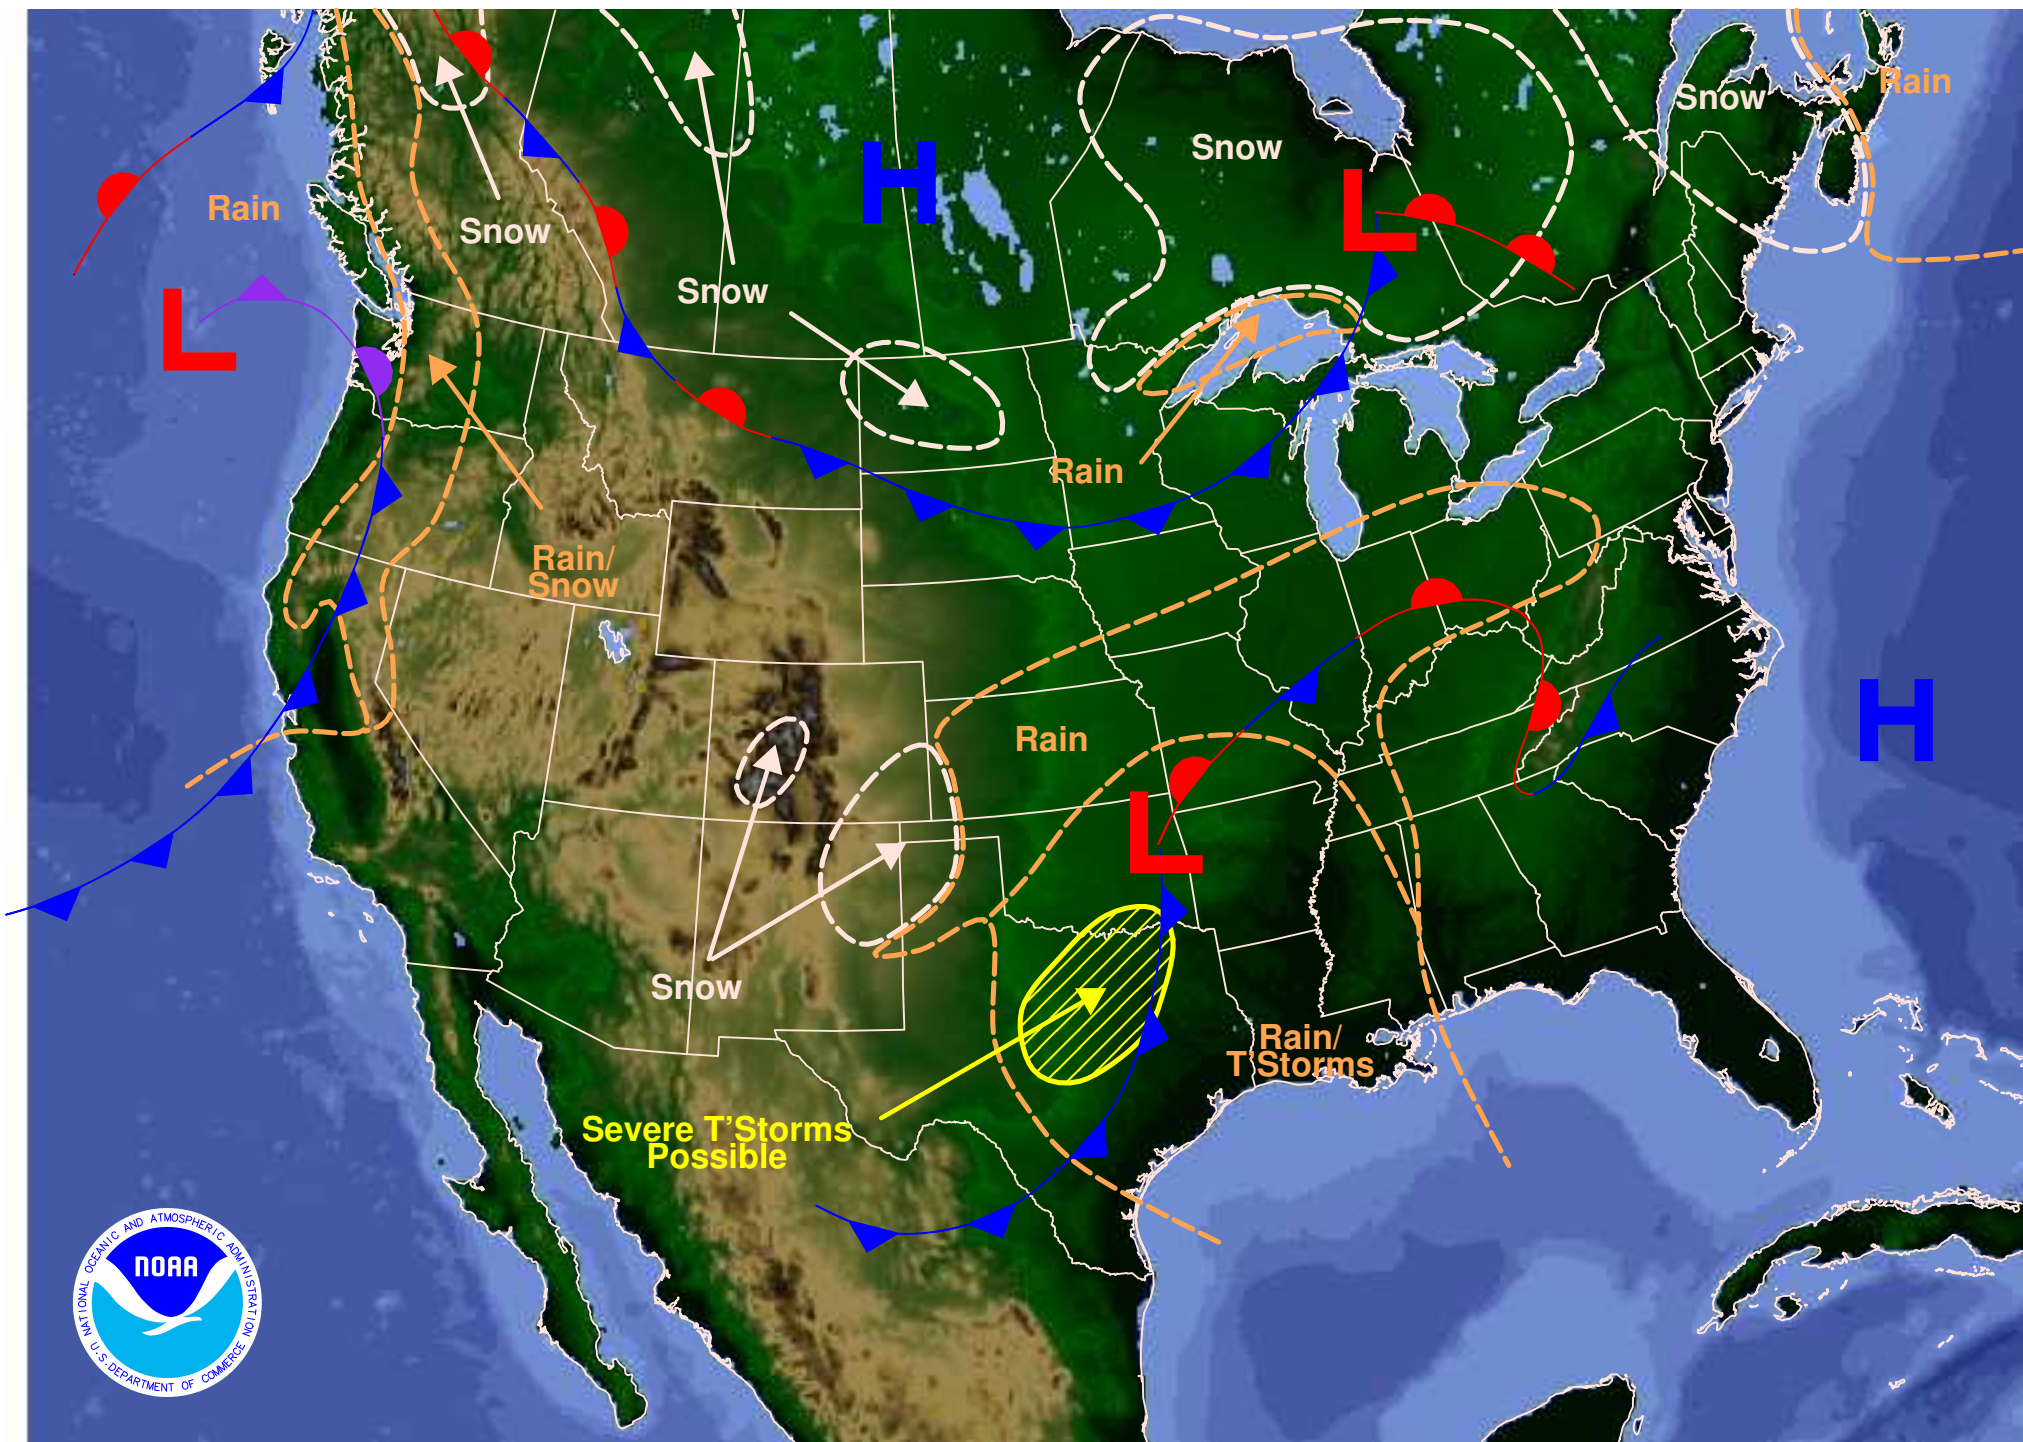 Rain
Snow
Snow
H
L
Rain
Snow
Snow
L
Rain
Rain/
Snow
H
Rain
L
Snow
Rain/
T'Storms
Severe T'Storms
Possible
NATIONAL OCEANIC AND ATMOSPHERIC ADMINISTRATION
NOAA
U.S. DEPARTMENT OF COMMERCE